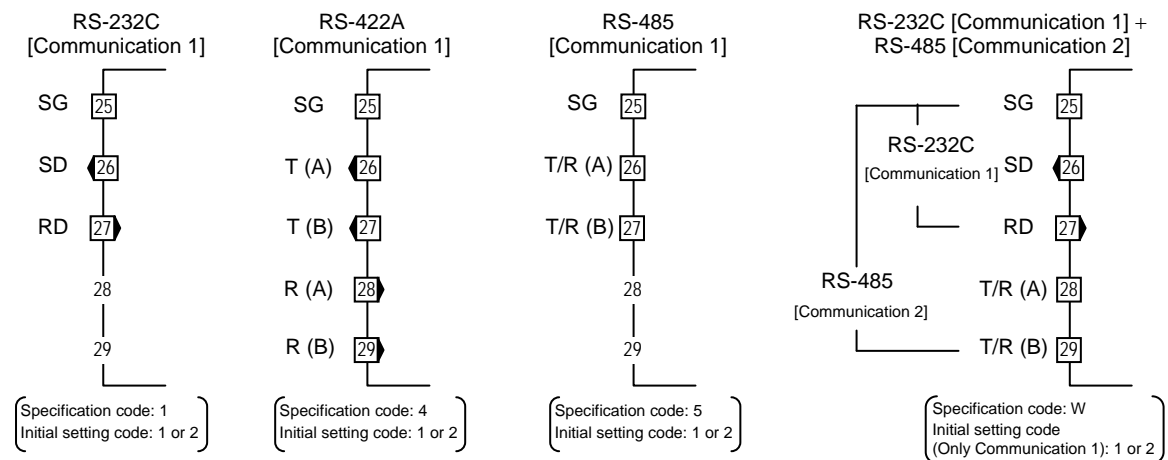 RS-232C
[Communication 1]
SG 25
SD 26
RD 27
28
29
Specification code: 1
Initial setting code: 1 or 2
RS-422A
[Communication 1]
SG 25
T (A) 26
T (B) 27
R (A) 28
R (B) 29
Specification code: 4
Initial setting code: 1 or 2
RS-485
[Communication 1]
SG 25
T/R (A) 26
T/R (B) 27
28
29
Specification code: 5
Initial setting code: 1 or 2
RS-232C [Communication 1] +
RS-485 [Communication 2]
RS-232C
[Communication 1]
RS-485
[Communication 2]
SG 25
SD 26
RD 27
T/R (A) 28
T/R (B) 29
Specification code: W
Initial setting code
(Only Communication 1): 1 or 2